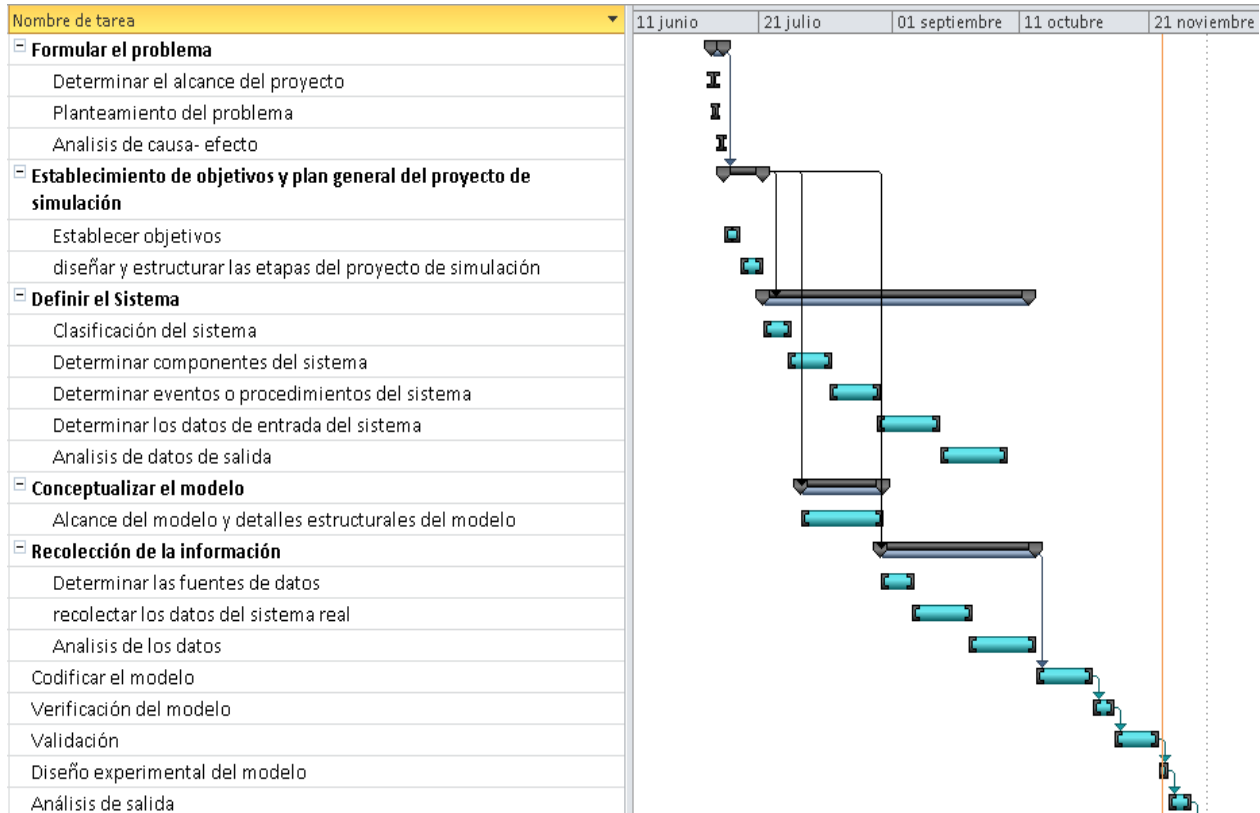 Nombre de tarea
11 junio 21 julio 01 septiembre 11 octubre 21 noviembre
Formular el problema
Determinar el alcance del proyecto
Planteamiento del problema
Analisis de causa- efecto
Establecimiento de objetivos y plan general del proyecto de
simulación
Establecer objetivos
diseñar y estructurar las etapas del proyecto de simulación
Definir el Sistema
Clasificación del sistema
Determinar componentes del sistema
Determinar eventos o procedimientos del sistema
Determinar los datos de entrada del sistema
Analisis de datos de salida
Conceptualizar el modelo
Alcance del modelo y detalles estructurales del modelo
Recolección de la información
Determinar las fuentes de datos
recolectar los datos del sistema real
Analisis de los datos
Codificar el modelo
Verificación del modelo
Validación
Diseño experimental del modelo
Análisis de salida